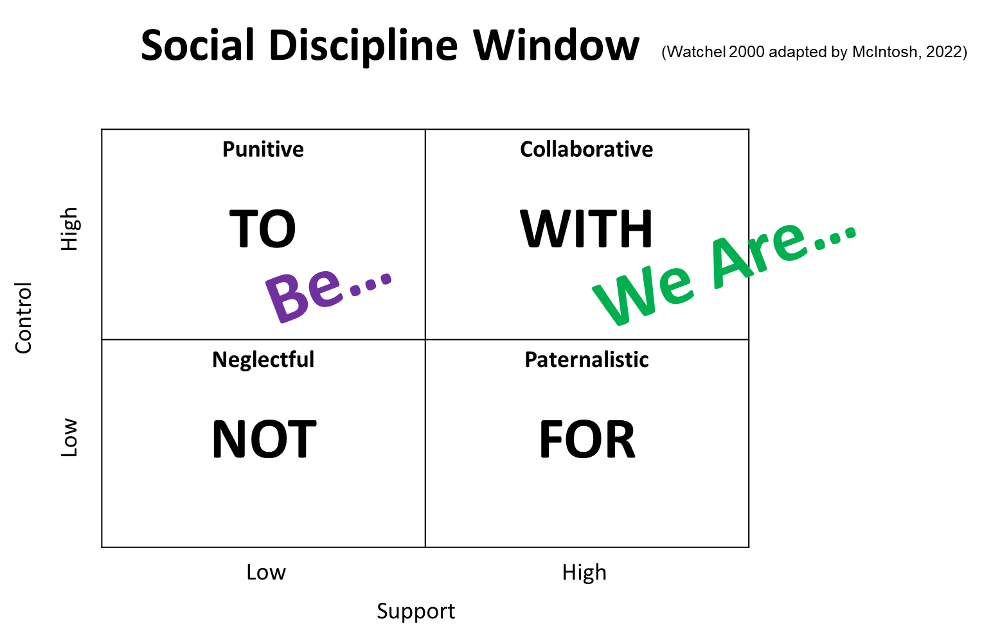 Social Discipline Window (Watchel 2000 adapted by McIntosh, 2022)
Punitive
Collaborative
TO
WITH
Be...
We Are...
High
Control
Neglectful
Paternalistic
NOT
FOR
Low
Low
High
Support